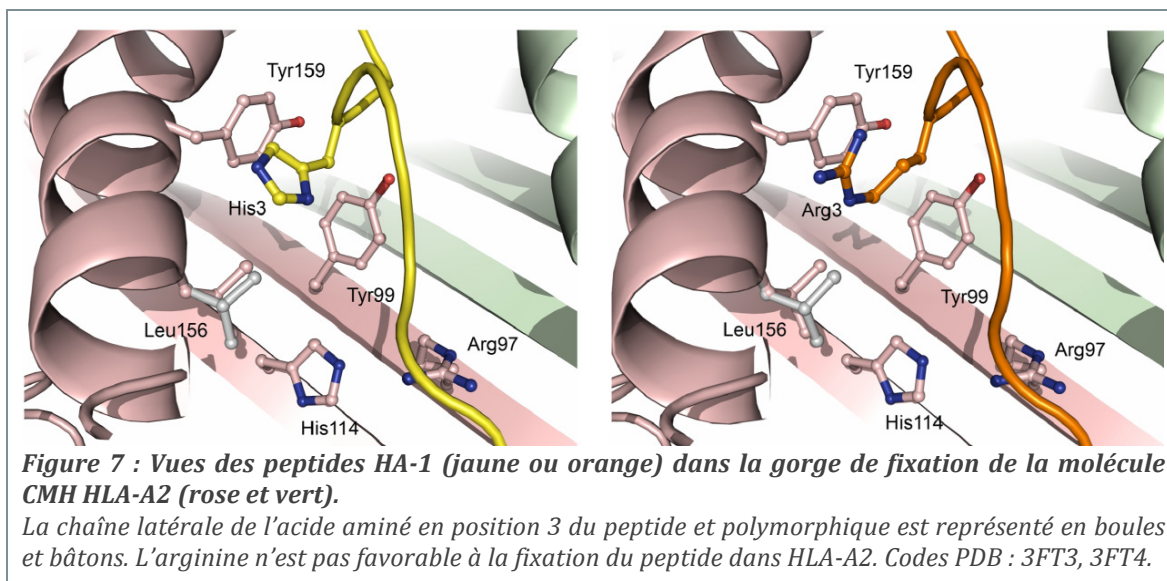 Tyr159
His3
Tyr99
Leu156
Arg97
His114
Tyr159
Arg3
Tyr99
Leu156
Arg97
His114
Figure 7 : Vues des peptides HA-1 (jaune ou orange) dans la gorge de fixation de la molécule
CMH HLA-A2 (rose et vert).
La chaîne latérale de l'acide aminé en position 3 du peptide et polymorphique est représenté en boules
et bâtons. L'arginine n'est pas favorable à la fixation du peptide dans HLA-A2. Codes PDB : 3FT3, 3FT4.